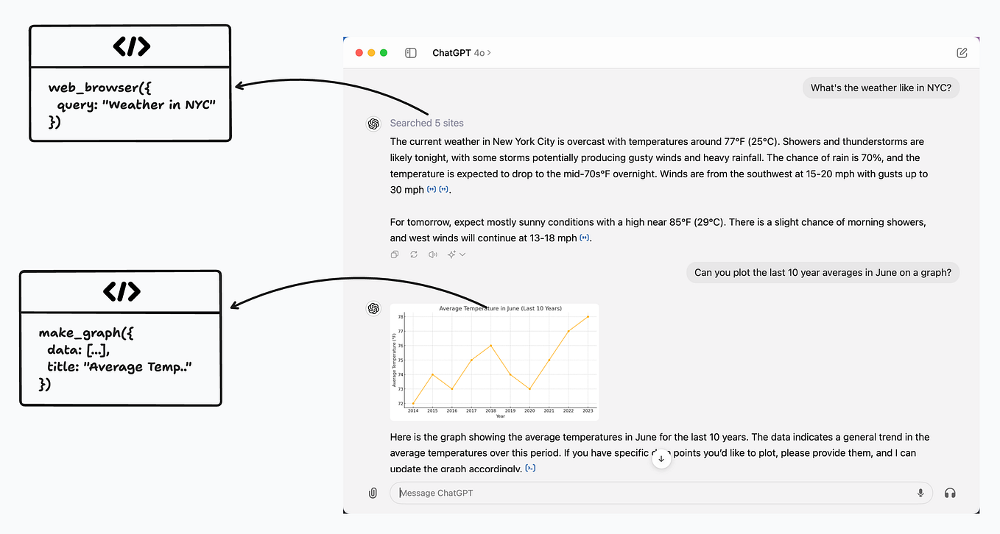 </>
web_browser({
query: "Weather in NYC"
})
</>
make_graph({
data: [...],
title: "Average Temp.."
})
ChatGPT 4o >
What's the weather like in NYC?
Searched 5 sites
The current weather in New York City is overcast with temperatures around 77°F (25°C). Showers and thunderstorms are
likely tonight, with some storms potentially producing gusty winds and heavy rainfall. The chance of rain is 70%, and the
temperature is expected to drop to the mid-70s°F overnight. Winds are from the southwest at 15-20 mph with gusts up to
30 mph (") (").
For tomorrow, expect mostly sunny conditions with a high near 85°F (29°C). There is a slight chance of morning showers,
and west winds will continue at 13-18 mph (").
Can you plot the last 10 year averages in June on a graph?
Average Temperature in June (Last 10 Years)
Average Temperature (°F)
78
77
76
75
74
73
72
2014 2015 2016 2017 2018 2019 2020 2021 2022 2023
Year
Here is the graph showing the average temperatures in June for the last 10 years. The data indicates a general trend in the
average temperatures over this period. If you have specific points you'd like to plot, please provide them, and I can
update the graph accordingly. [>-]
Message ChatGPT